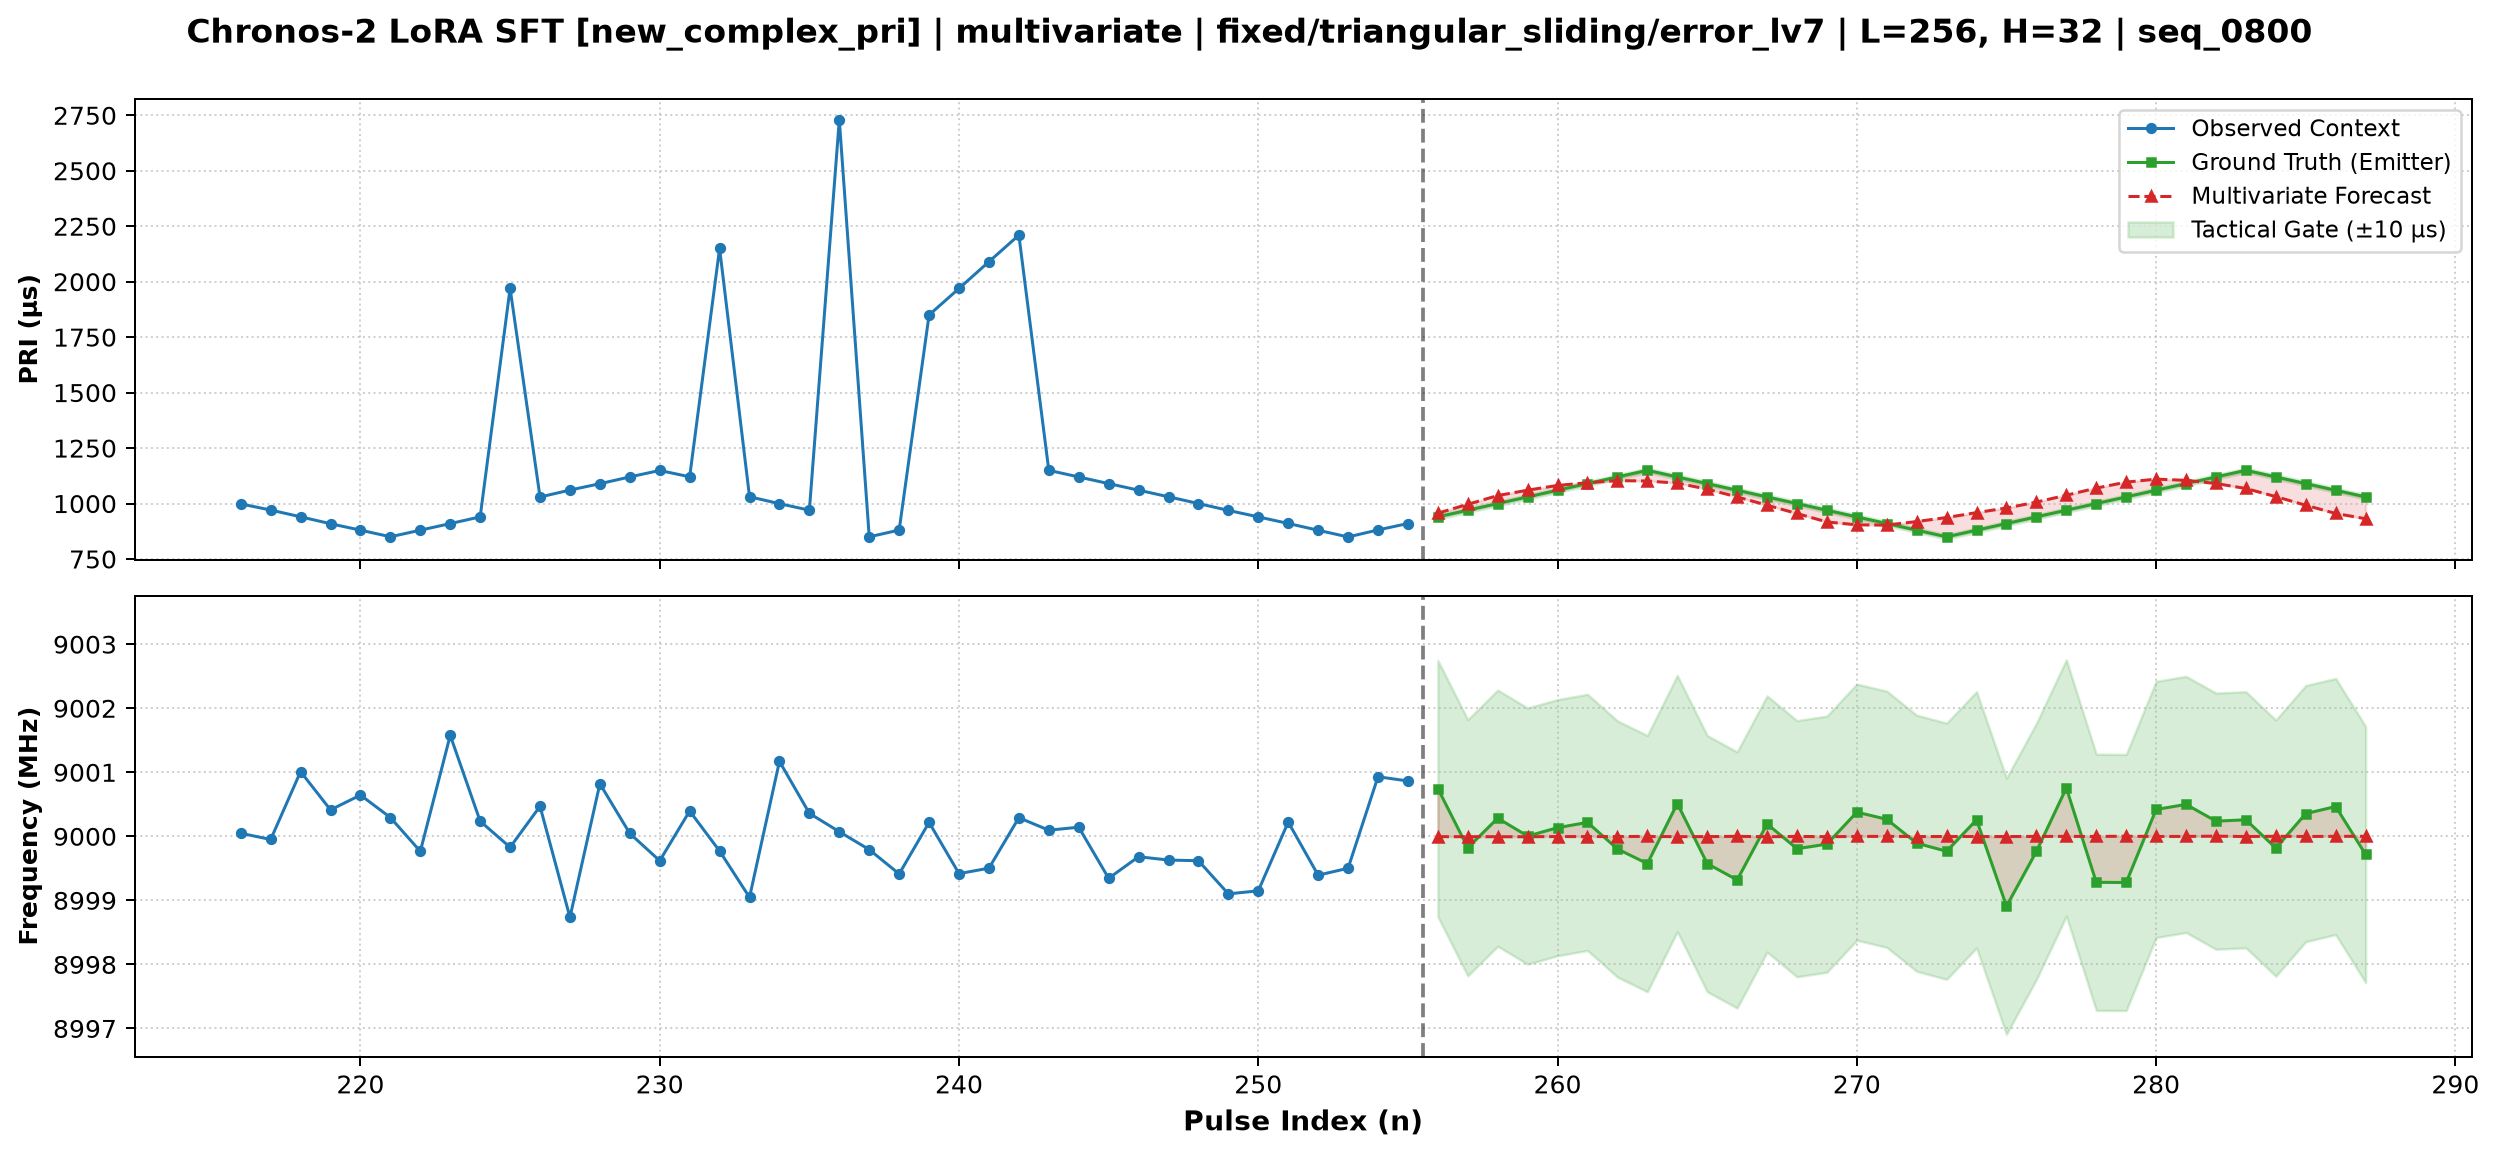 Chronos-2 LoRA SFT [new_complex_pri] | multivariate | fixed/triangular_sliding/error_lv7 | L=256, H=32 | seq_0800
PRI (µs)
2750
2500
2250
2000
1750
1500
1250
1000
750
Observed Context
Ground Truth (Emitter)
Multivariate Forecast
Tactical Gate (±10 µs)
Frequency (MHz)
9003
9002
9001
9000
8999
8998
8997
220 230 240 250 260 270 280 290
Pulse Index (n)